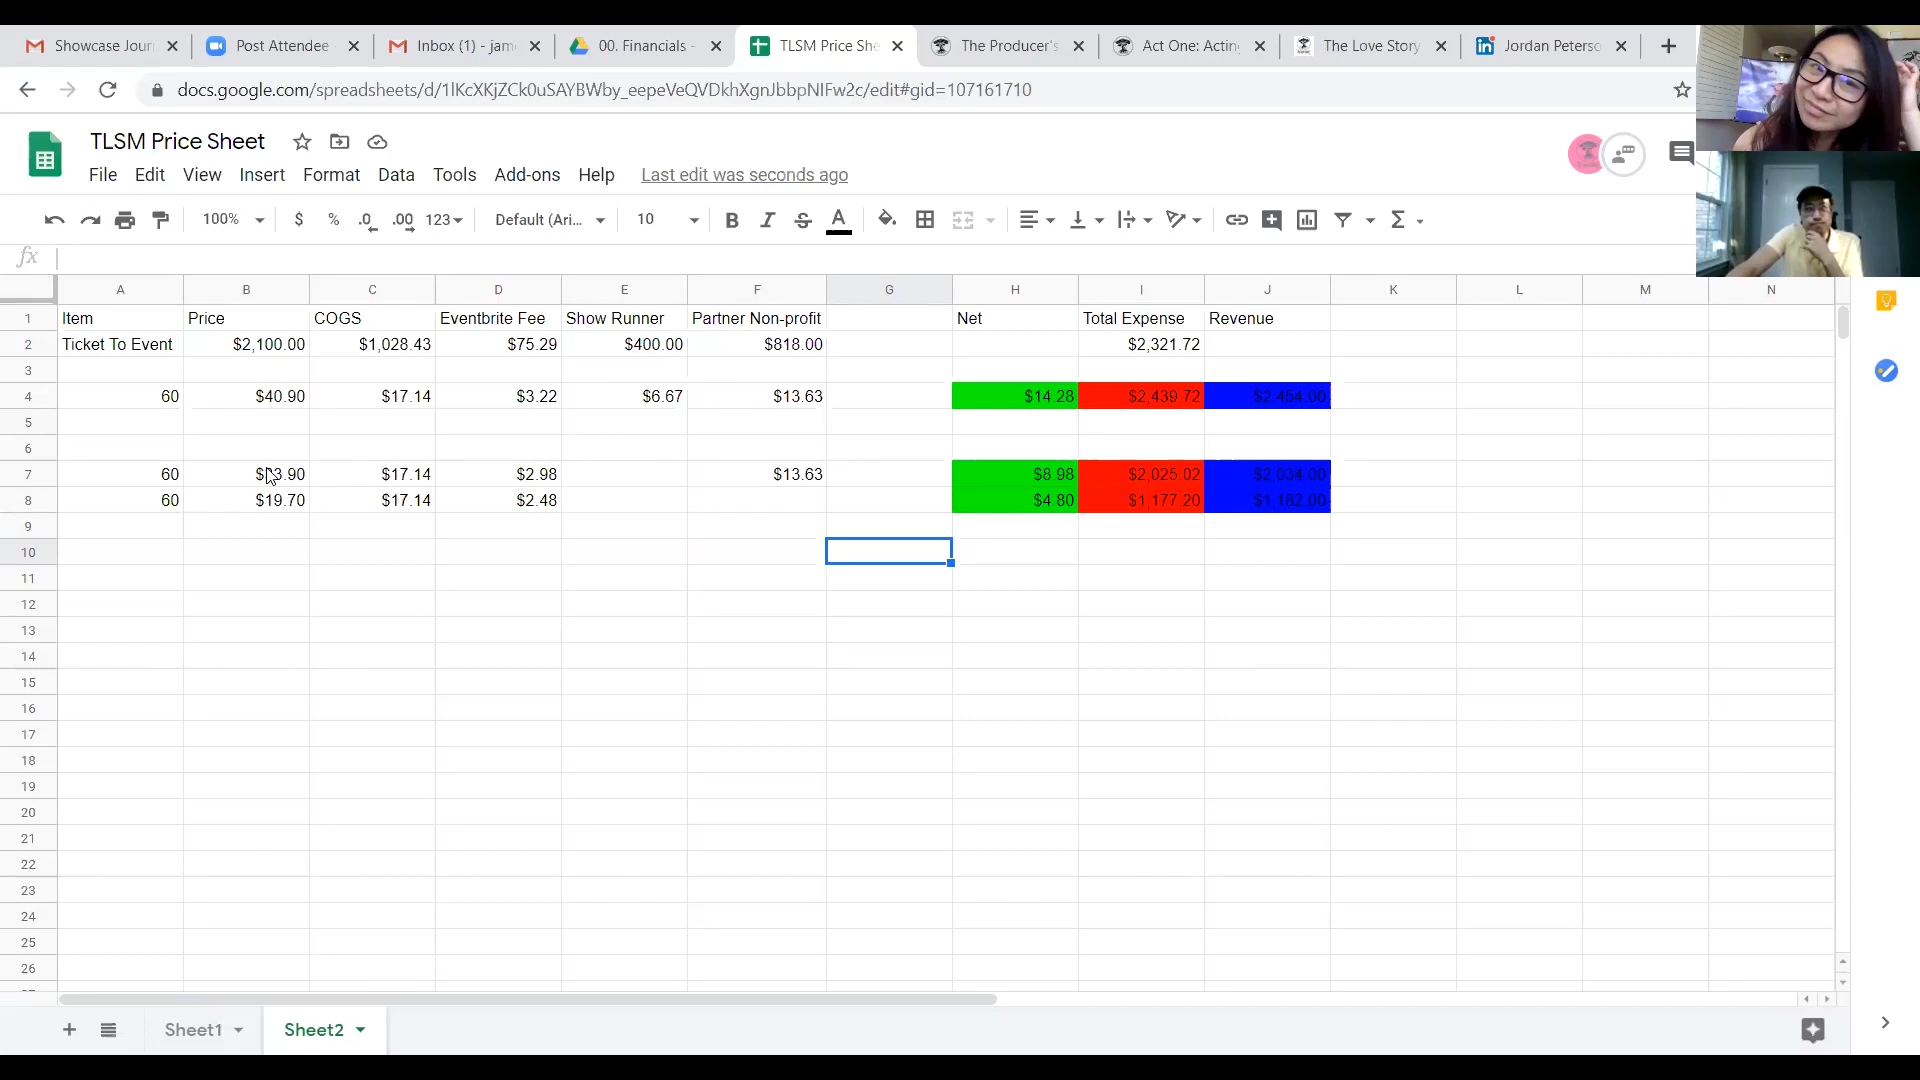 Showcase Jour
Post Attendee
Inbox (1) - jam
00. Financials -
TLSM Price She
The Producer's
Act One: Acting
The Love Story
Jordan Peterso
docs.google.com/spreadsheets/d/1lKcXKjZCk0uSAYBWby_eepeVeQVDkhXgnJbbpNIFw2c/edit#gid=107161710
TLSM Price Sheet
File Edit View Insert Format Data Tools Add-ons Help Last edit was seconds ago
100% $ % .0 .00 123 Default (Ari... 10 B I S A
fx
A B C D E F G H I J K L M N
1 Item Price COGS Eventbrite Fee Show Runner Partner Non-profit Net Total Expense Revenue
2 Ticket To Event $2,100.00 $1,028.43 $75.29 $400.00 $818.00 $2,321.72
3
4 60 $40.90 $17.14 $3.22 $6.67 $13.63 $14.28 $2,439.72 $2,454.00
5
6
7 60 $17.14 $2.98 $13.63 $8.98 $2,025.02 $2,034.00
8 60 $19.70 $17.14 $2.48 $4.80 $1,177.20 $1,182.00
9
10
11
12
13
14
15
16
17
18
19
20
21
22
23
24
25
26
Sheet1
Sheet2